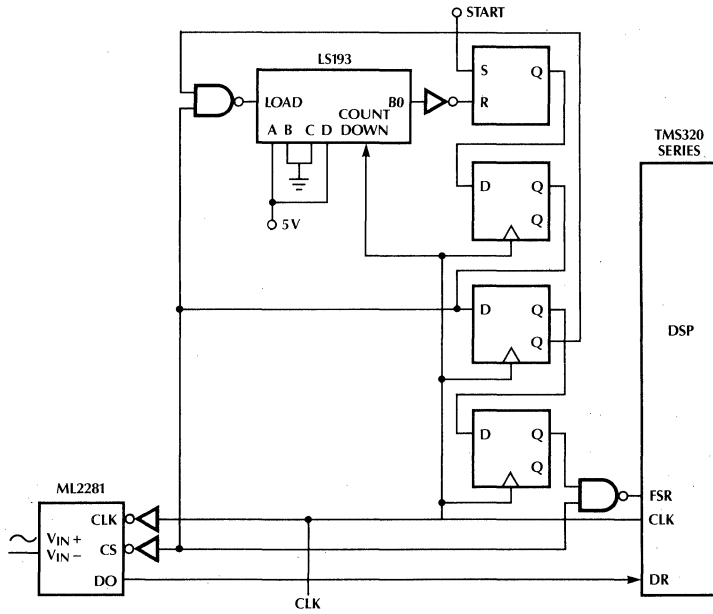 START
LS193
LOAD
B0
COUNT
DOWN
A B C D
5V
S Q
R
D Q
Q
D Q
Q
D Q
Q
TMS320
SERIES
DSP
FSR
CLK
DR
ML2281
CLK
VIN+
VIN−
CS
DO
CLK